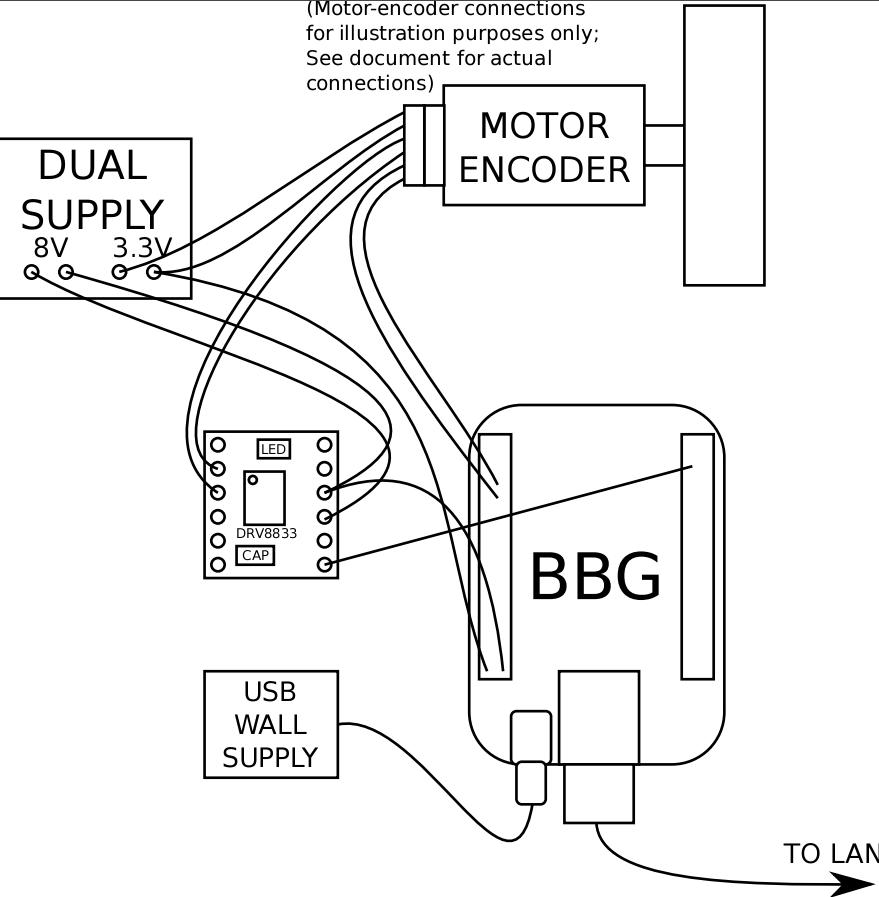 (Motor-encoder connections
for illustration purposes only;
See document for actual
connections)
MOTOR
ENCODER
DUAL
SUPPLY
8V
3.3V
LED
DRV8833
CAP
BBG
USB
WALL
SUPPLY
TO LAN